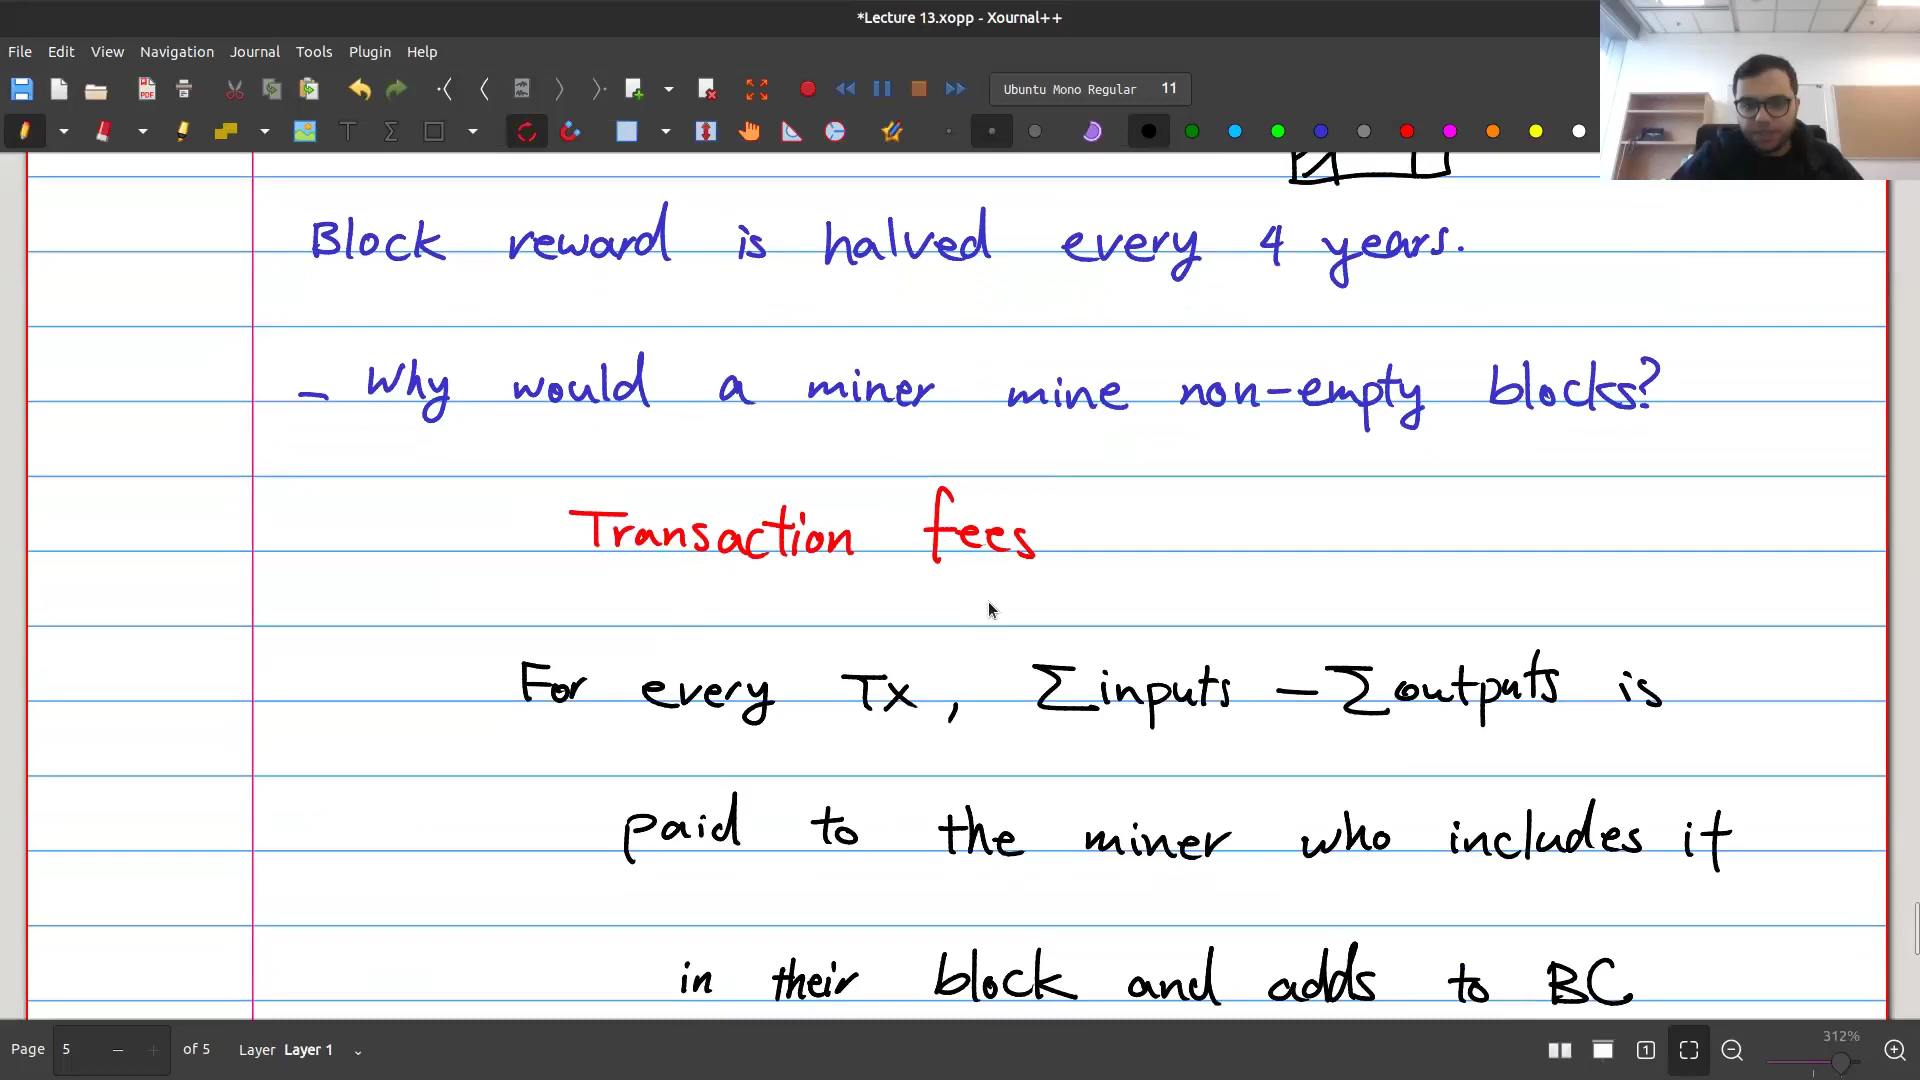 *Lecture 13.xopp - Xournal++
File Edit View Navigation Journal Tools Plugin Help
Ubuntu Mono Regular 11
Block reward is halved every 4 years.
- Why would a miner mine non-empty blocks?
Transaction fees
For every Tx, Σinputs - Σoutputs is
paid to the miner who includes it
in their block and adds to BC
Page 5 of 5 Layer Layer 1 312%